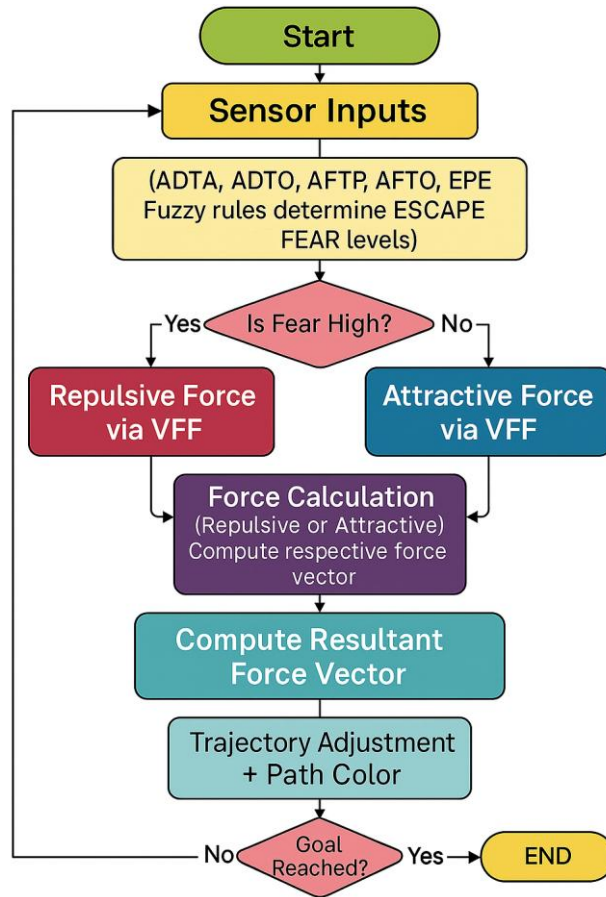 Start
Sensor Inputs
(ADTA, ADTO, AFTP, AFTO, EPE
Fuzzy rules determine ESCAPE
FEAR levels)
Yes
Is Fear High?
No
Repulsive Force
via VFF
Attractive Force
via VFF
Force Calculation
(Repulsive or Attractive)
Compute respective force
vector
Compute Resultant
Force Vector
Trajectory Adjustment
+ Path Color
No
Goal
Reached?
Yes
END